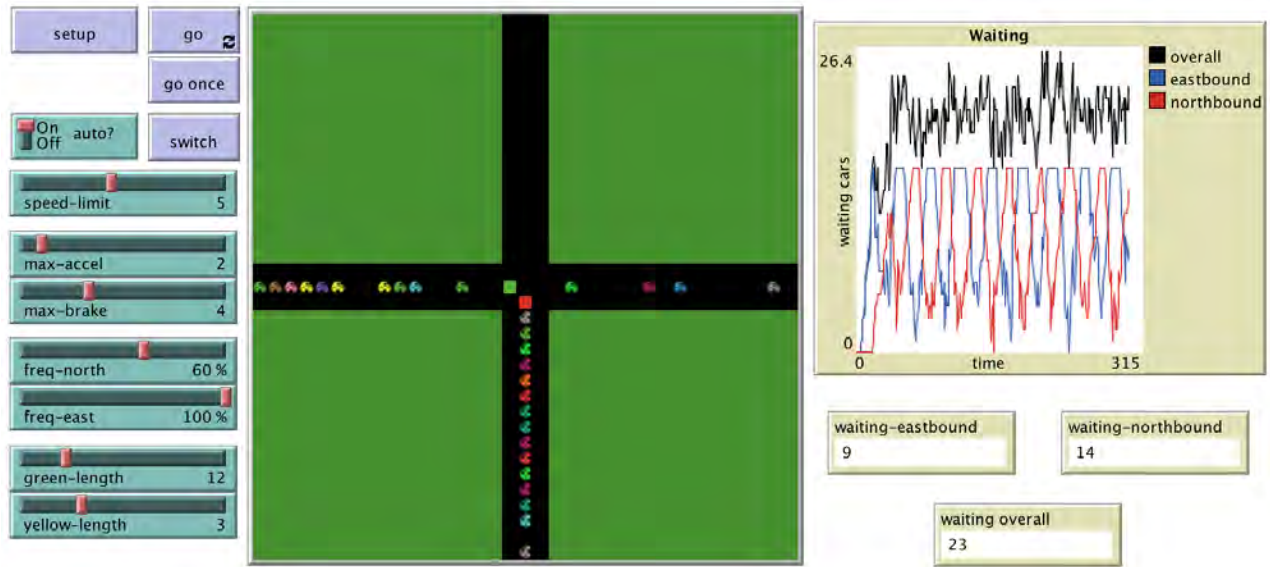 setup
go
go once
On
Off
auto?
switch
speed-limit 5
max-accel 2
max-brake 4
freq-north 60 %
freq-east 100 %
green-length 12
yellow-length 3
Waiting
26.4
waiting cars
0
0
time
315
overall
eastbound
northbound
waiting-eastbound
9
waiting-northbound
14
waiting overall
23